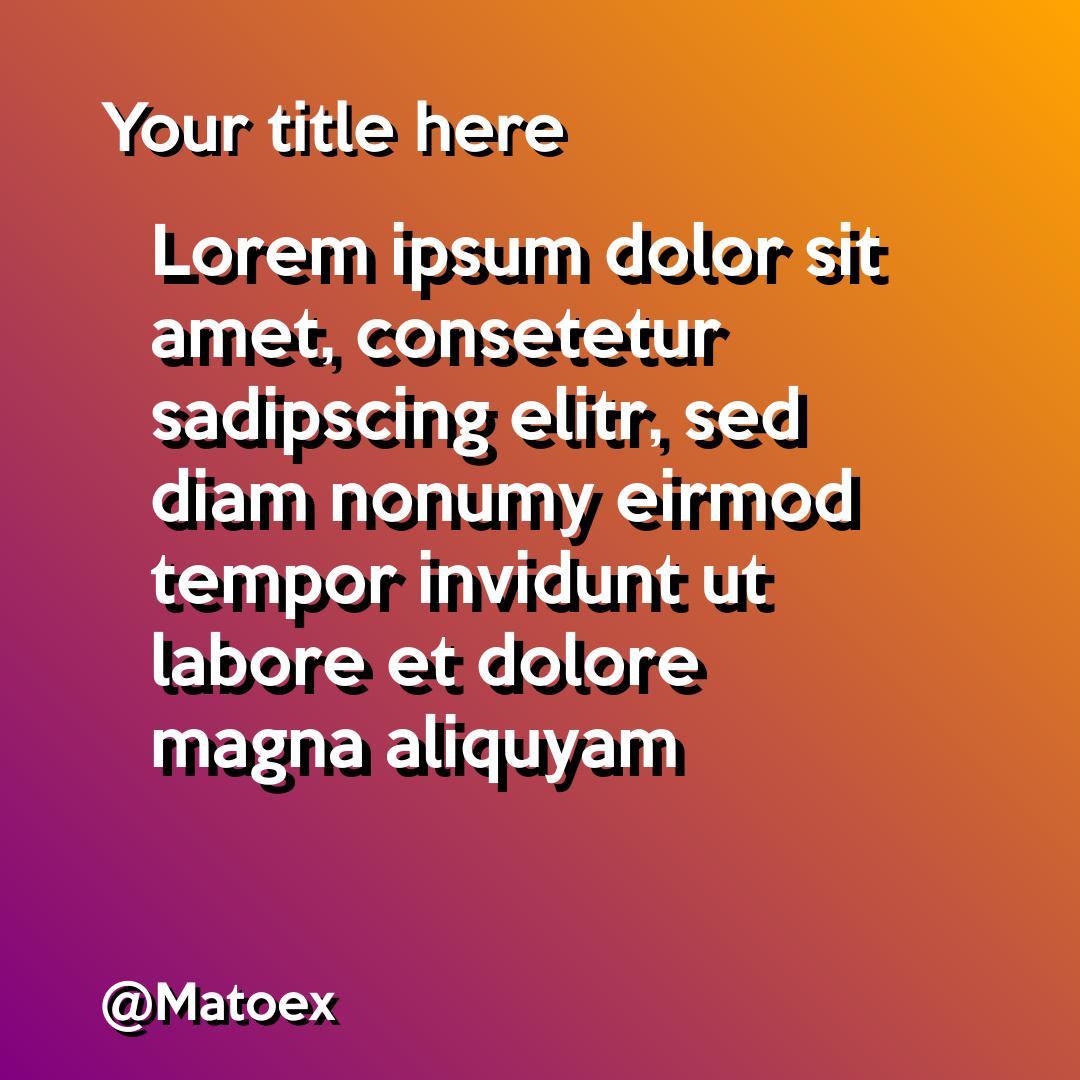 Your title here
Lorem ipsum dolor sit
amet, consetetur
sadipscing elitr, sed
diam nonumy eirmod
tempor invidunt ut
labore et dolore
magna aliquyam
@Matoex